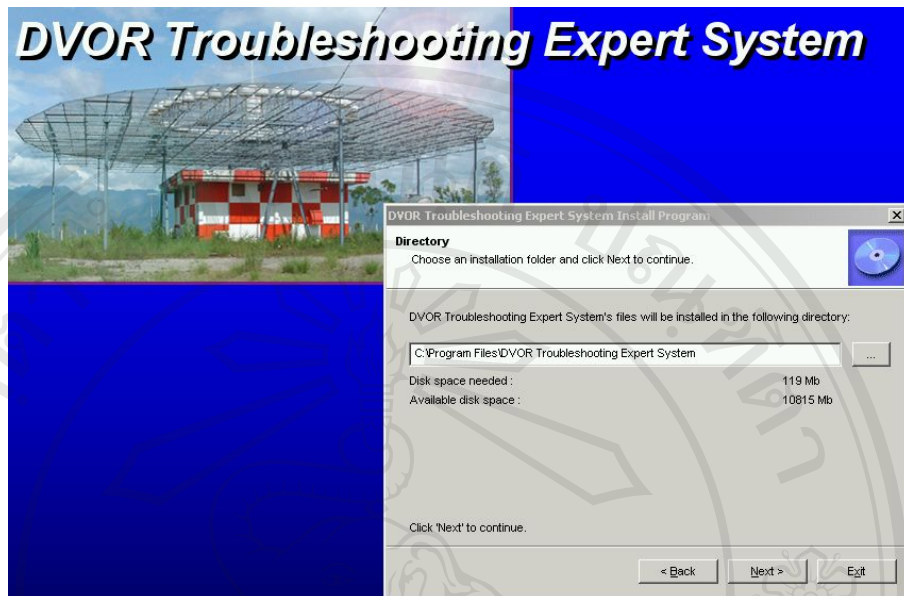 DVOR Troubleshooting Expert System
DVOR Troubleshooting Expert System Install Program
Directory
Choose an installation folder and click Next to continue.
DVOR Troubleshooting Expert System's files will be installed in the following directory:
C:\Program Files\DVOR Troubleshooting Expert System
...
Disk space needed : 119 Mb
Available disk space : 10815 Mb
Click 'Next' to continue.
< Back Next > Exit